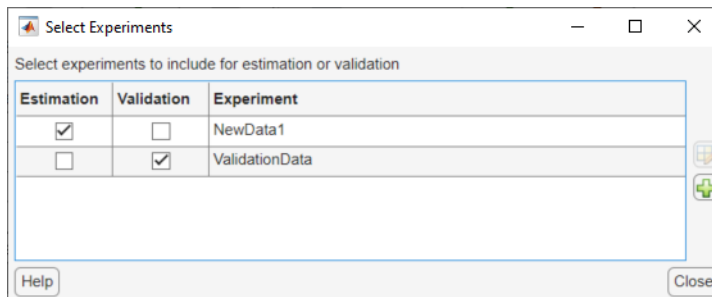 Select Experiments
Select experiments to include for estimation or validation
Estimation Validation Experiment
NewData1
ValidationData
Help Close